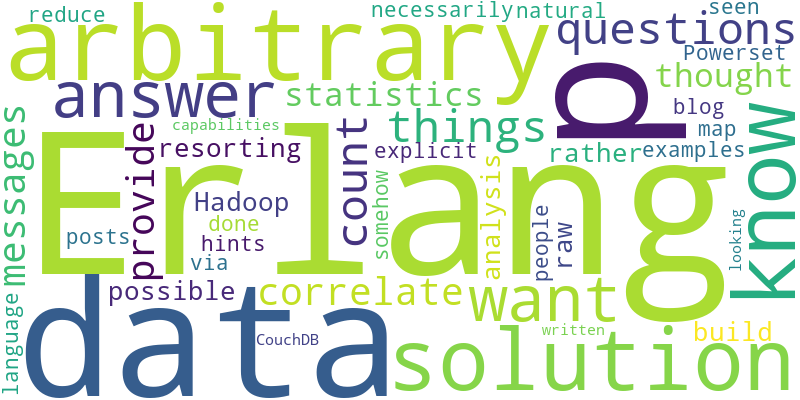 reduce
necessarily
natural
seen
arbitrary
questions
Powerset
answer
statistics
thought
p
blog
things
messages
capabilities
provide
count
map
resorting
explicit
rather
examples
know
Erlang
somehow
analysis
Hadoop
done
people
raw
looking
posts
hints
via
possible
correlate
want
data
language
CouchDB
solution
written
build